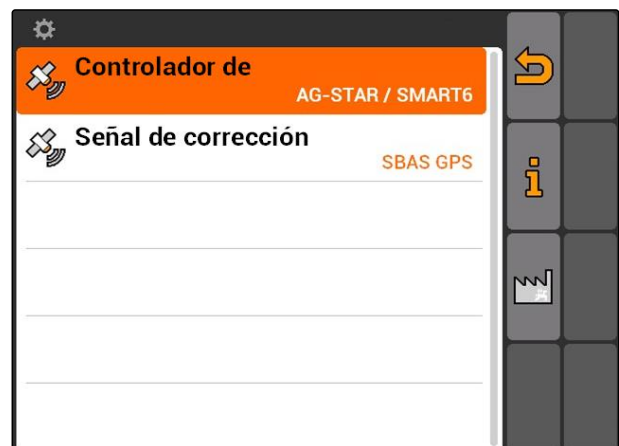 Controlador de
AG-STAR / SMART6
Señal de corrección
SBAS GPS